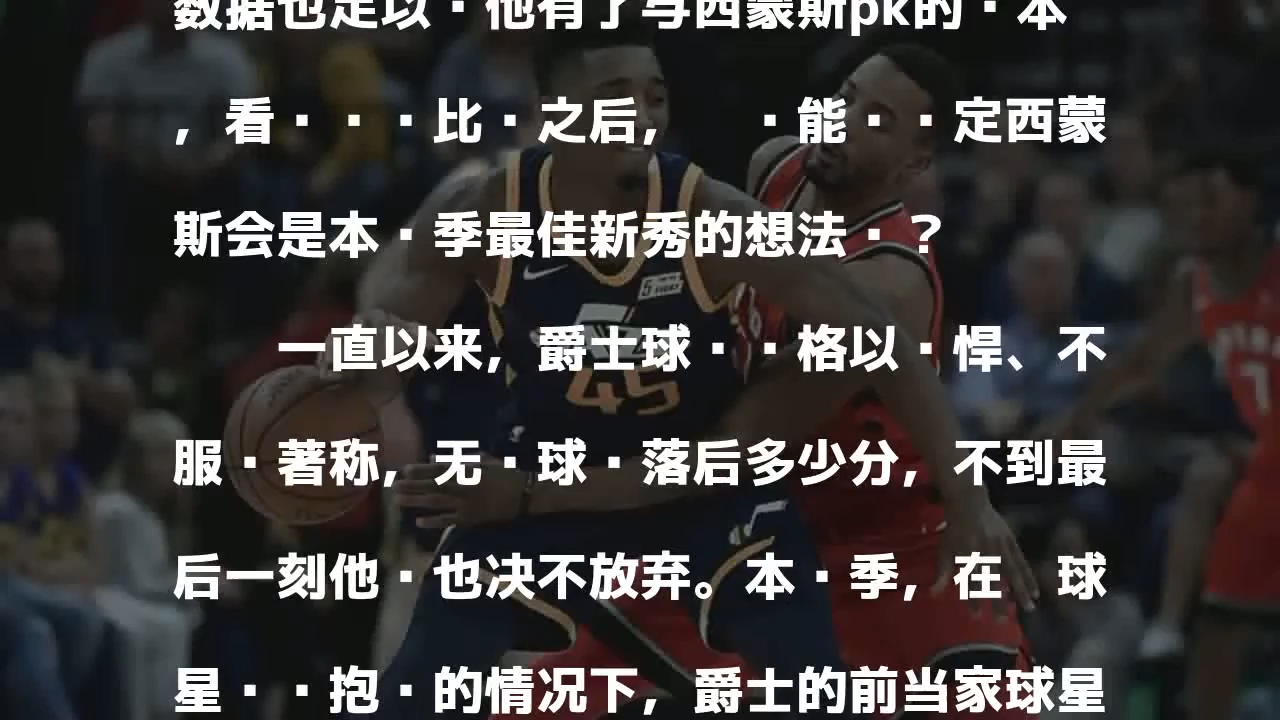 数据也足以·他有了与西蒙斯pk的·本
，看···比·之后，　·能··定西蒙
斯会是本·季最佳新秀的想法·？
一直以来，爵士球··格以·悍、不
服·著称，无·球·落后多少分，不到最
后一刻他·也决不放弃。本·季，在　球
星··抱·的情况下，爵士的前当家球星
45
5
7